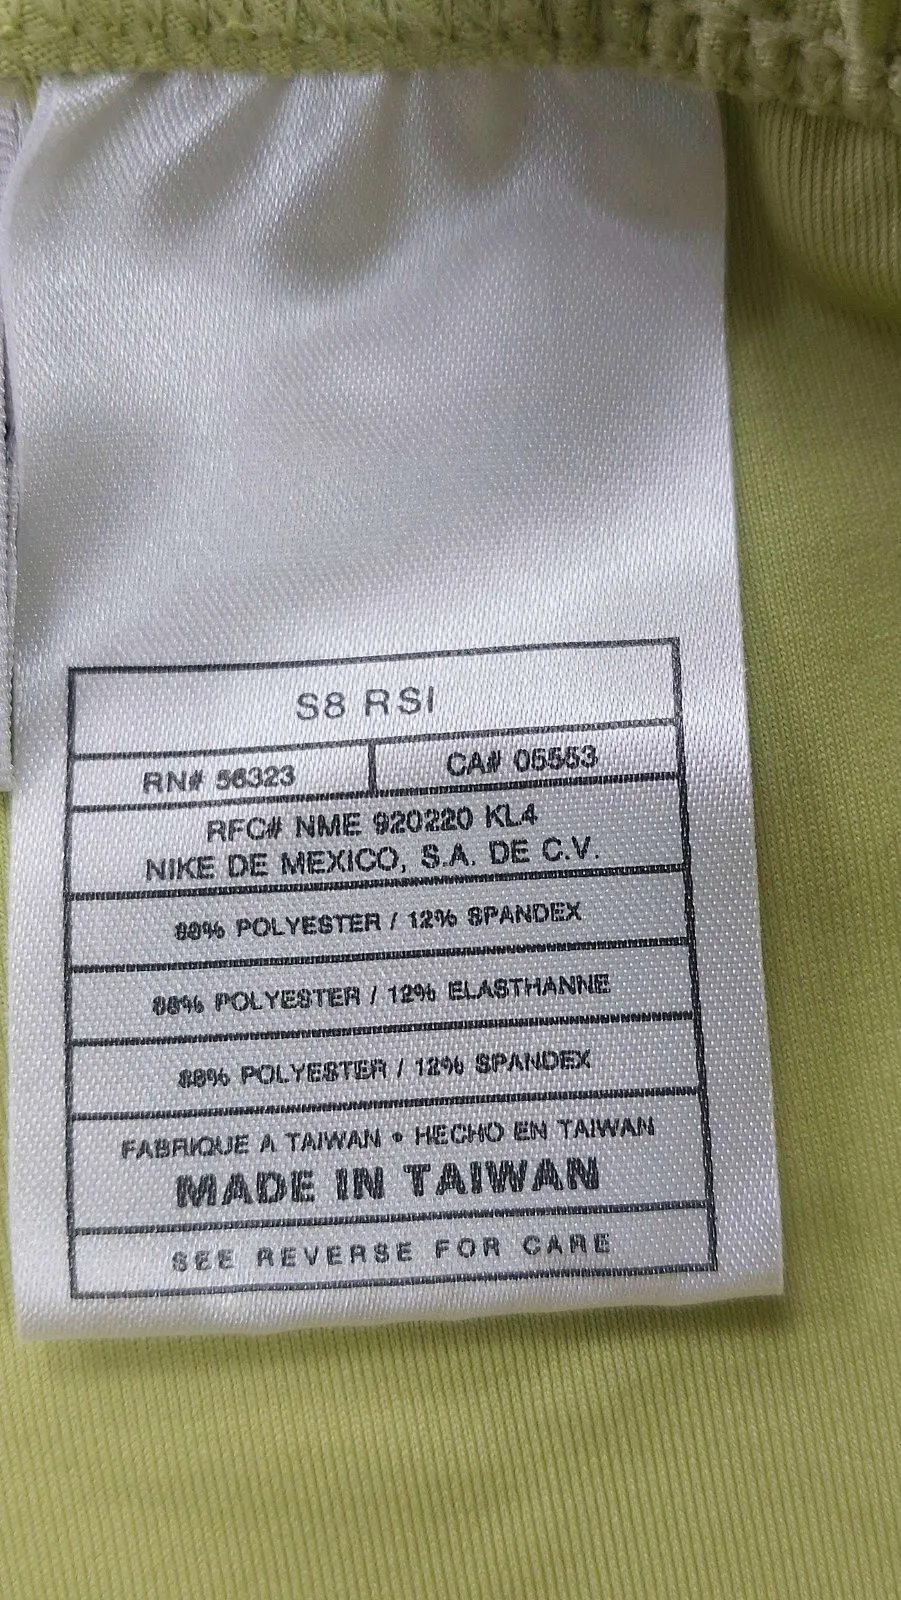 S8 RSI
RN# 56323
CA# 05553
RFC# NME 920220 KL4
NIKE DE MEXICO, S.A. DE C.V.
88% POLYESTER / 12% SPANDEX
88% POLYESTER / 12% ELASTHANNE
88% POLYESTER / 12% SPANDEX
FABRIQUE A TAIWAN • HECHO EN TAIWAN
MADE IN TAIWAN
SEE REVERSE FOR CARE